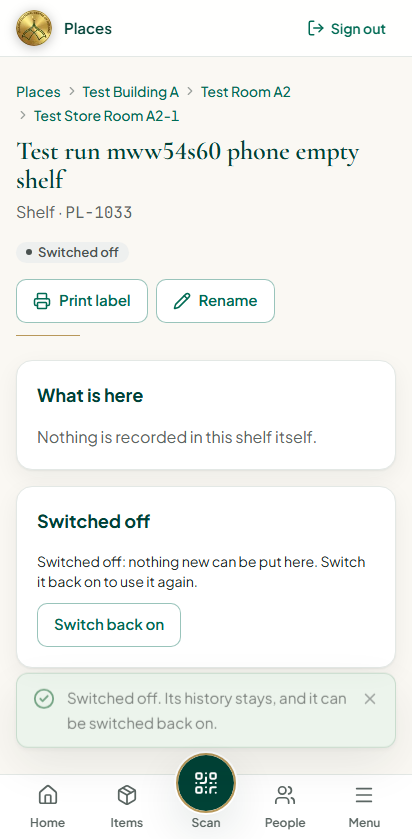 Places
Sign out
Places > Test Building A > Test Room A2
> Test Store Room A2-1
Test run mww54s60 phone empty
shelf
Shelf · PL-1033
Switched off
Print label
Rename
What is here
Nothing is recorded in this shelf itself.
Switched off
Switched off: nothing new can be put here. Switch
it back on to use it again.
Switch back on
Switched off. Its history stays, and it can
be switched back on.
Home
Items
Scan
People
Menu